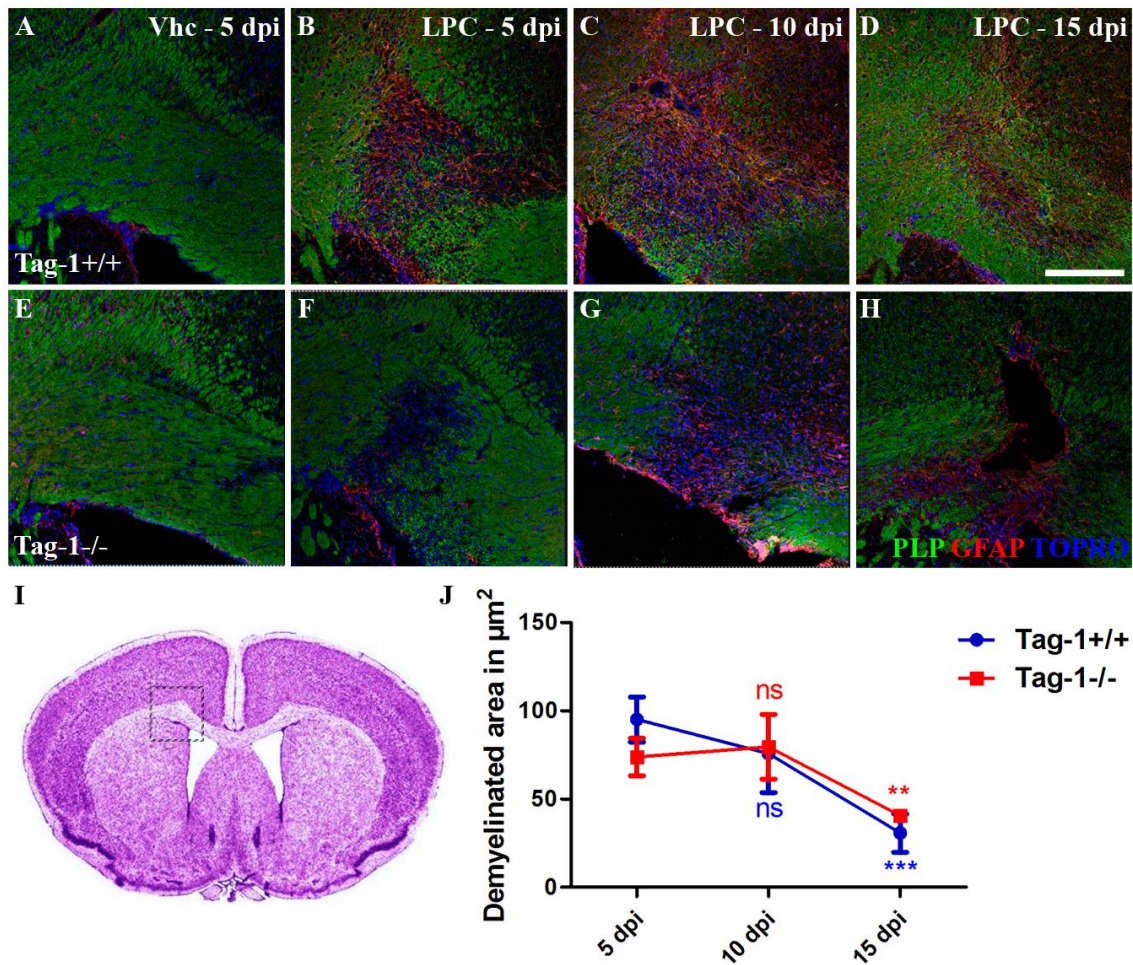 A Vhc - 5 dpi
B LPC - 5 dpi
C LPC - 10 dpi
D LPC - 15 dpi
Tag-1+/+
E
F
G
H
Tag-1-/-
PLP GFAP TOPRO
I
J
Demyelinated area in µm²
150
100
50
0
ns
ns
**
***
5 dpi
10 dpi
15 dpi
Tag-1+/+
Tag-1-/-